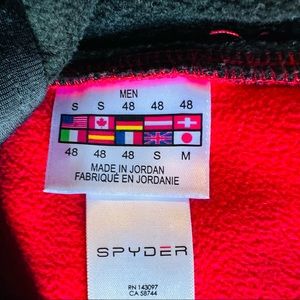 MEN
S S 48 48 48
48 48 48 S M
MADE IN JORDAN
FABRIQUÉ EN JORDANIE
SPYDER
RN 143097
CA 58744